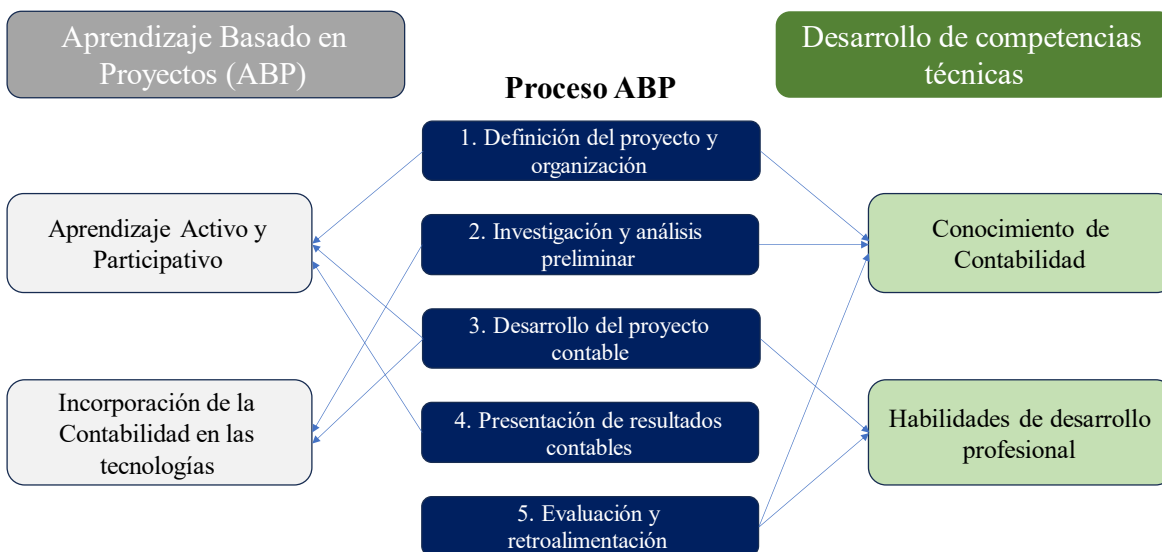 Aprendizaje Basado en
Proyectos (ABP)
Desarrollo de competencias
técnicas
Proceso ABP
1. Definición del proyecto y
organización
Aprendizaje Activo y
Participativo
2. Investigación y análisis
preliminar
Conocimiento de
Contabilidad
3. Desarrollo del proyecto
contable
Incorporación de la
Contabilidad en las
tecnologías
4. Presentación de resultados
contables
Habilidades de desarrollo
profesional
5. Evaluación y
retroalimentación